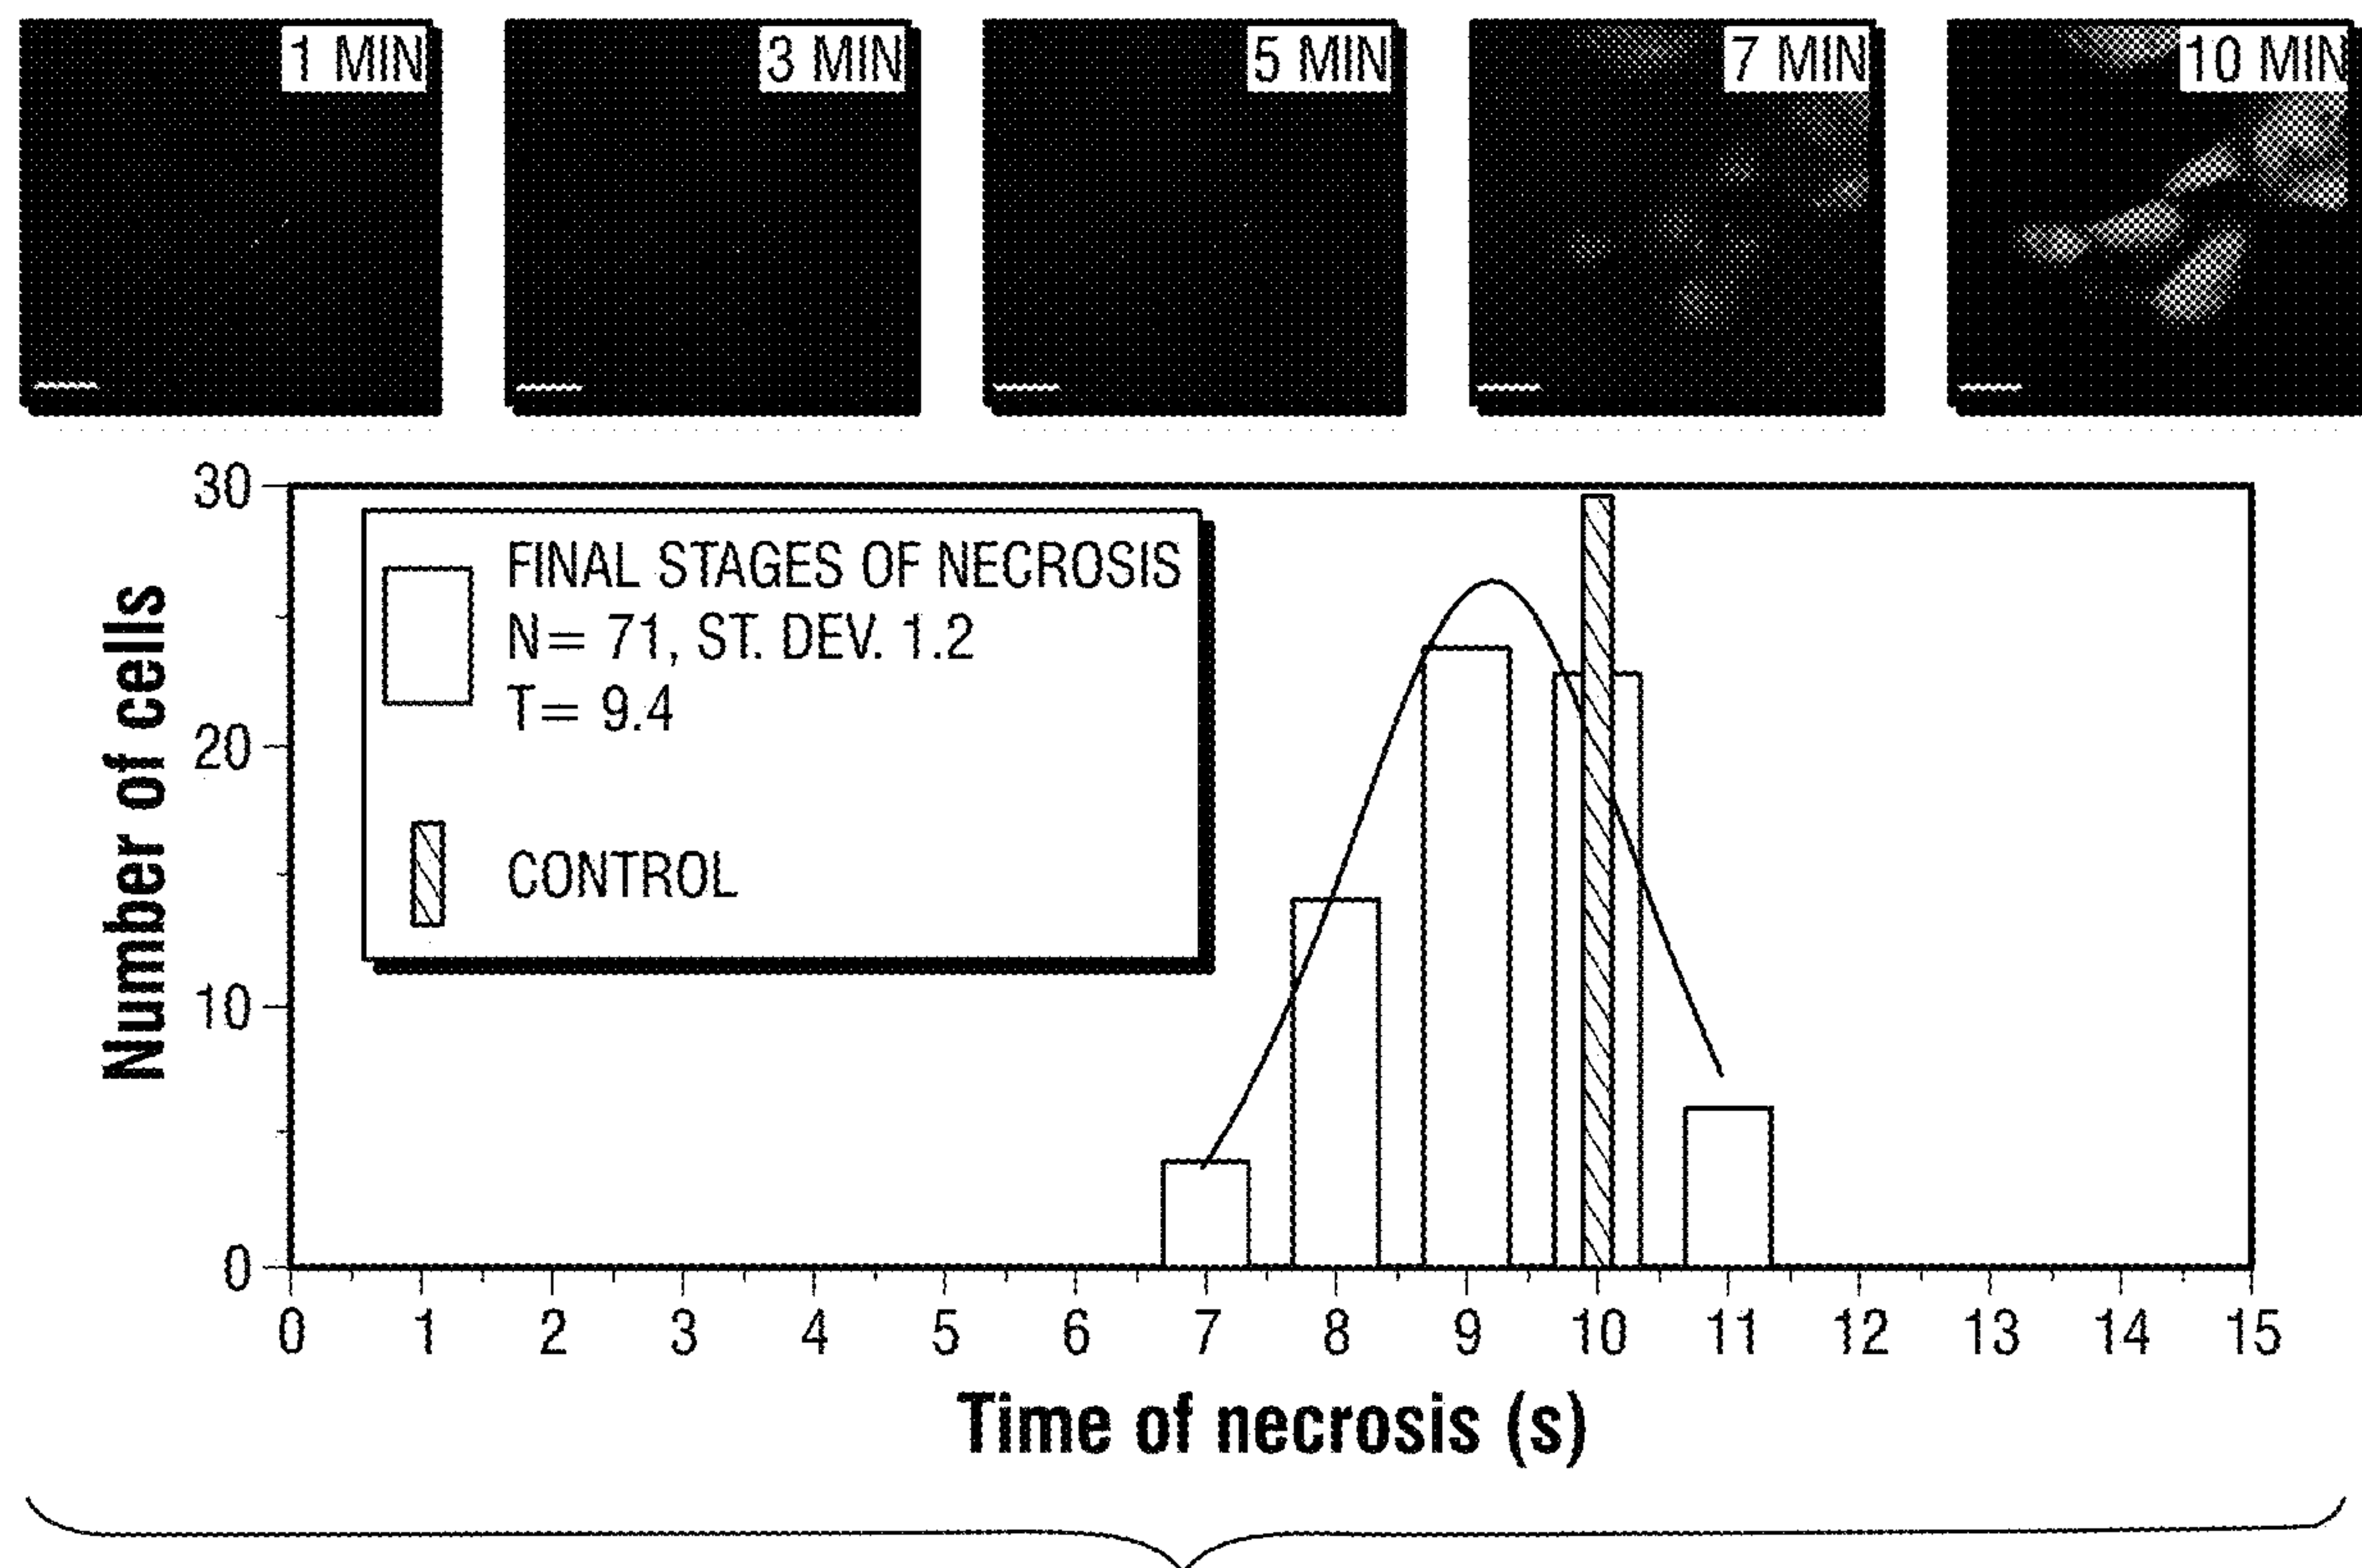 1 MIN
3 MIN
5 MIN
7 MIN
10 MIN
30
20
10
0
Number of cells
FINAL STAGES OF NECROSIS
N= 71, ST. DEV. 1.2
T= 9.4
CONTROL
0 1 2 3 4 5 6 7 8 9 10 11 12 13 14 15
Time of necrosis (s)